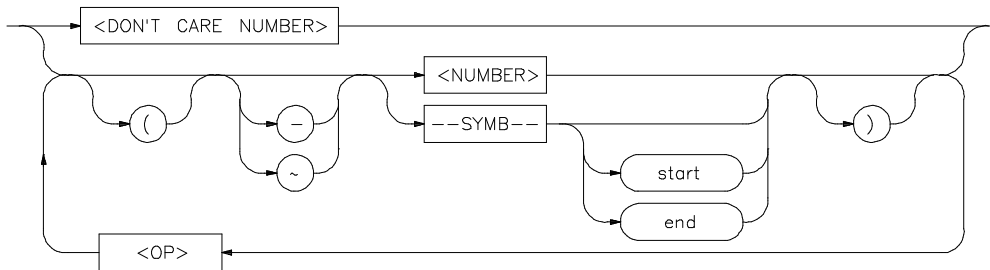 <DON'T CARE NUMBER>
<NUMBER>
( - --SYMB-- )
~ start
end
<OP>